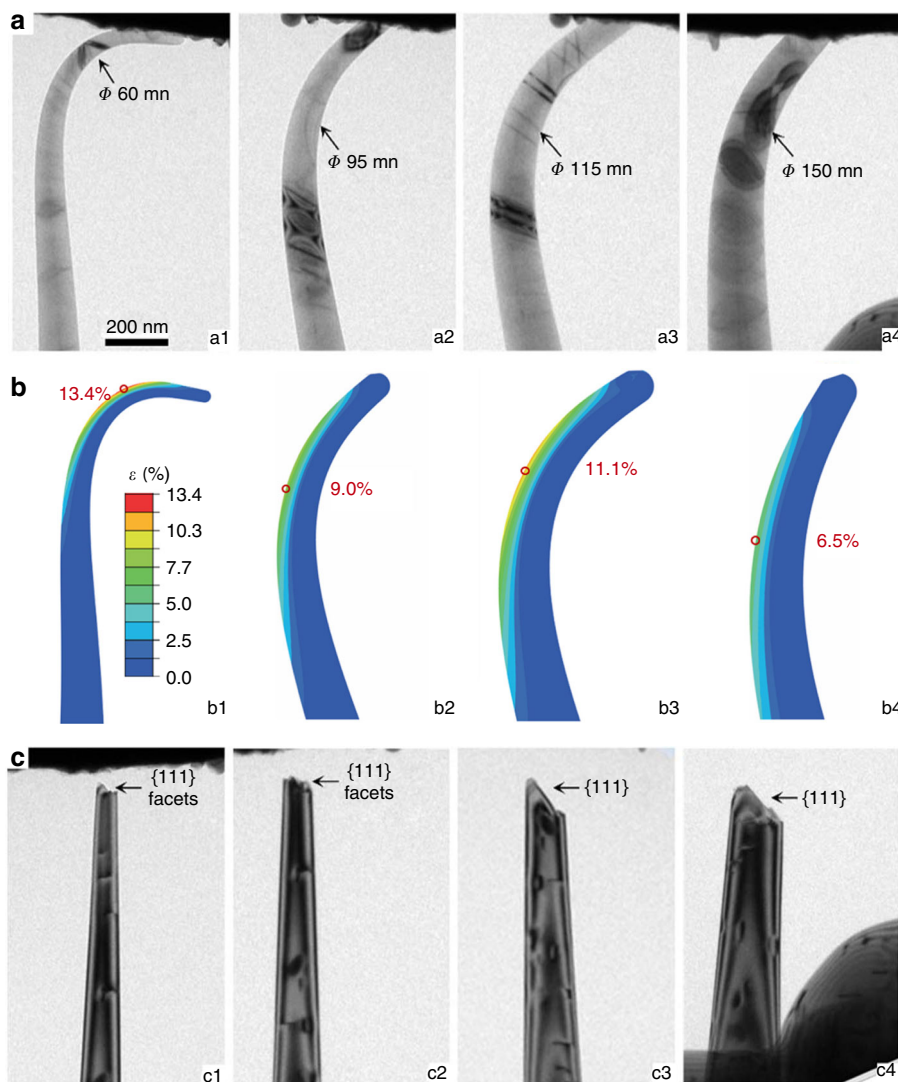 a
Φ 60 mn
200 nm
a1
Φ 95 mn
a2
Φ 115 mn
a3
Φ 150 mn
a4
b
13.4%
ε (%)
13.4
10.3
7.7
5.0
2.5
0.0
b1
9.0%
b2
11.1%
b3
6.5%
b4
c
{111}
facets
c1
{111}
facets
c2
{111}
c3
{111}
c4